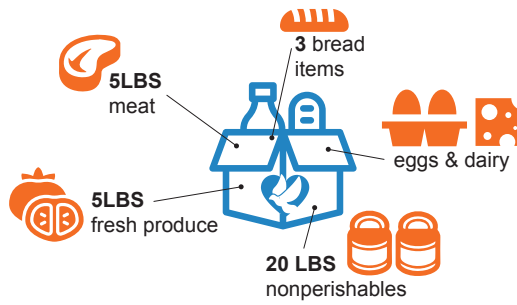 3 bread
items
5LBS
meat
eggs & dairy
5LBS
fresh produce
20 LBS
nonperishables